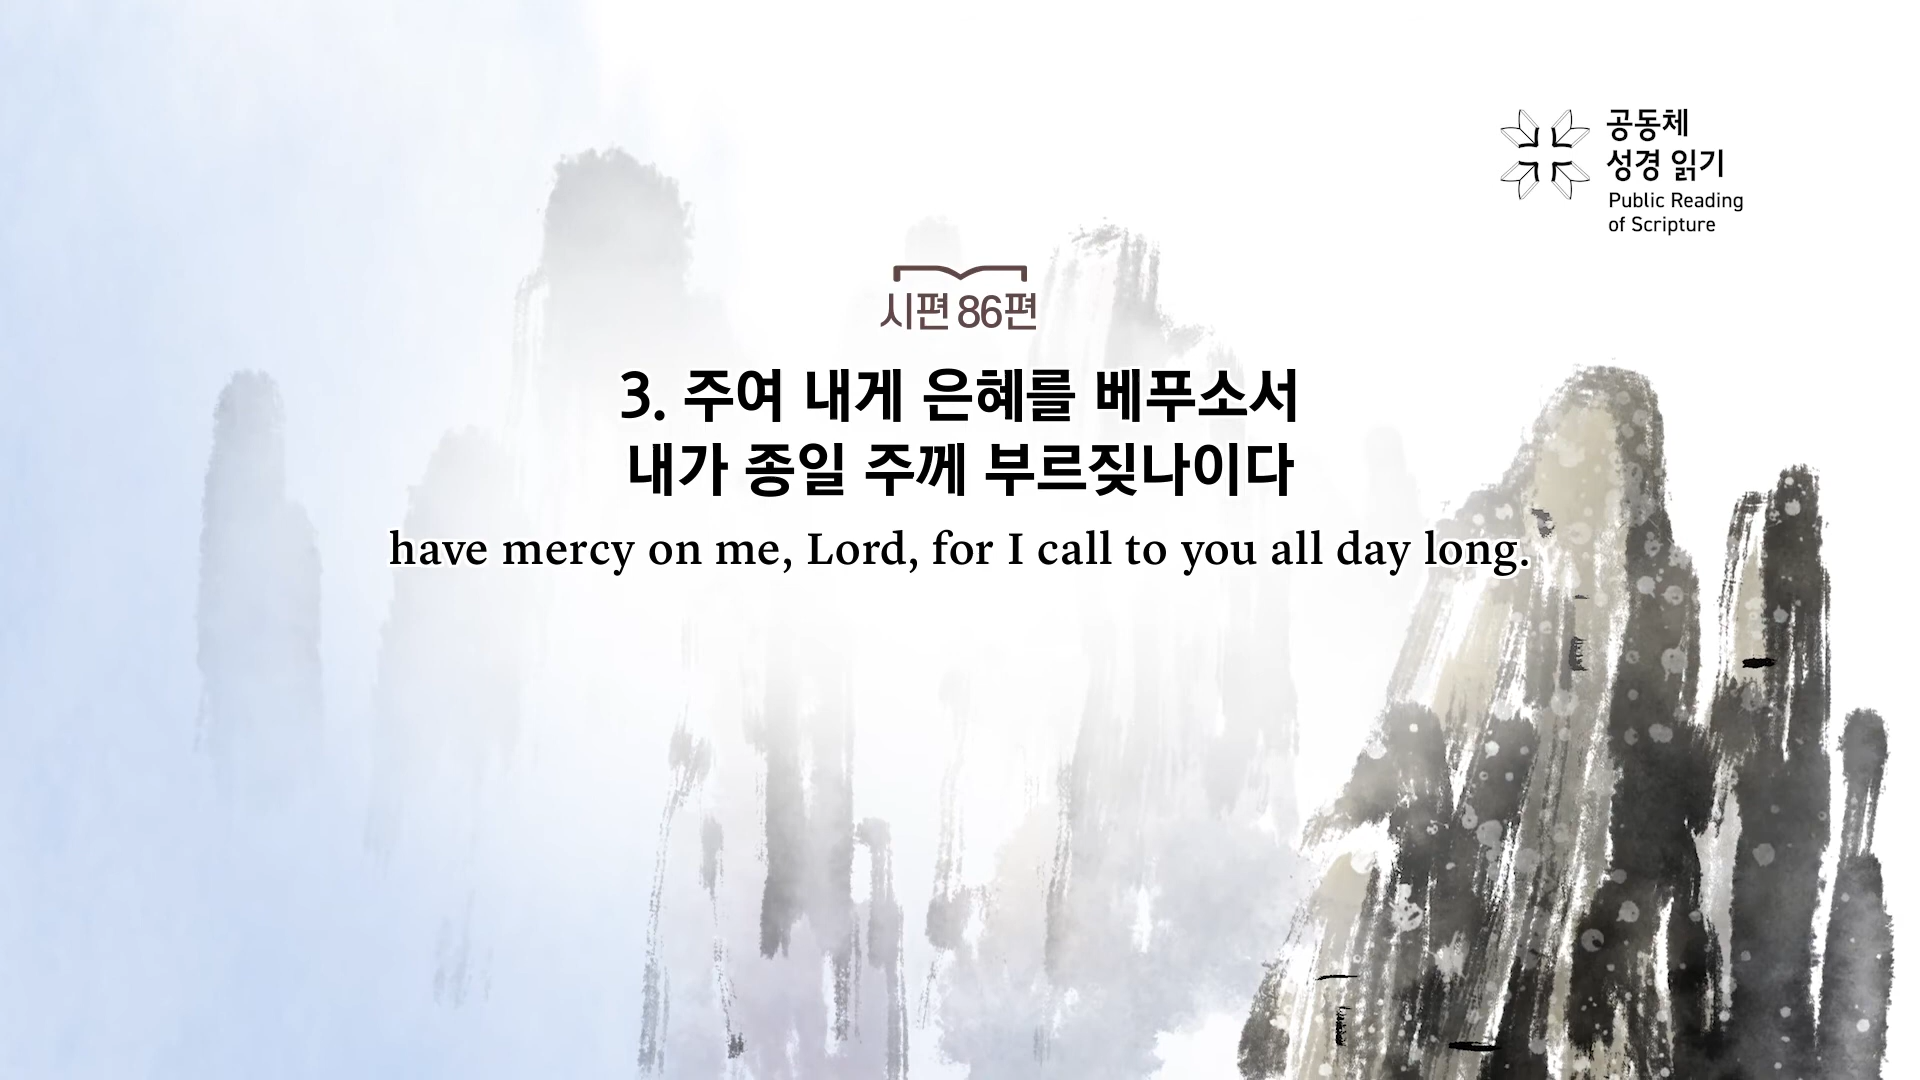 공동체
성경 읽기
Public Reading
of Scripture
시편 86편
3. 주여 내게 은혜를 베푸소서
내가 종일 주께 부르짖나이다
have mercy on me, Lord, for I call to you all day long.